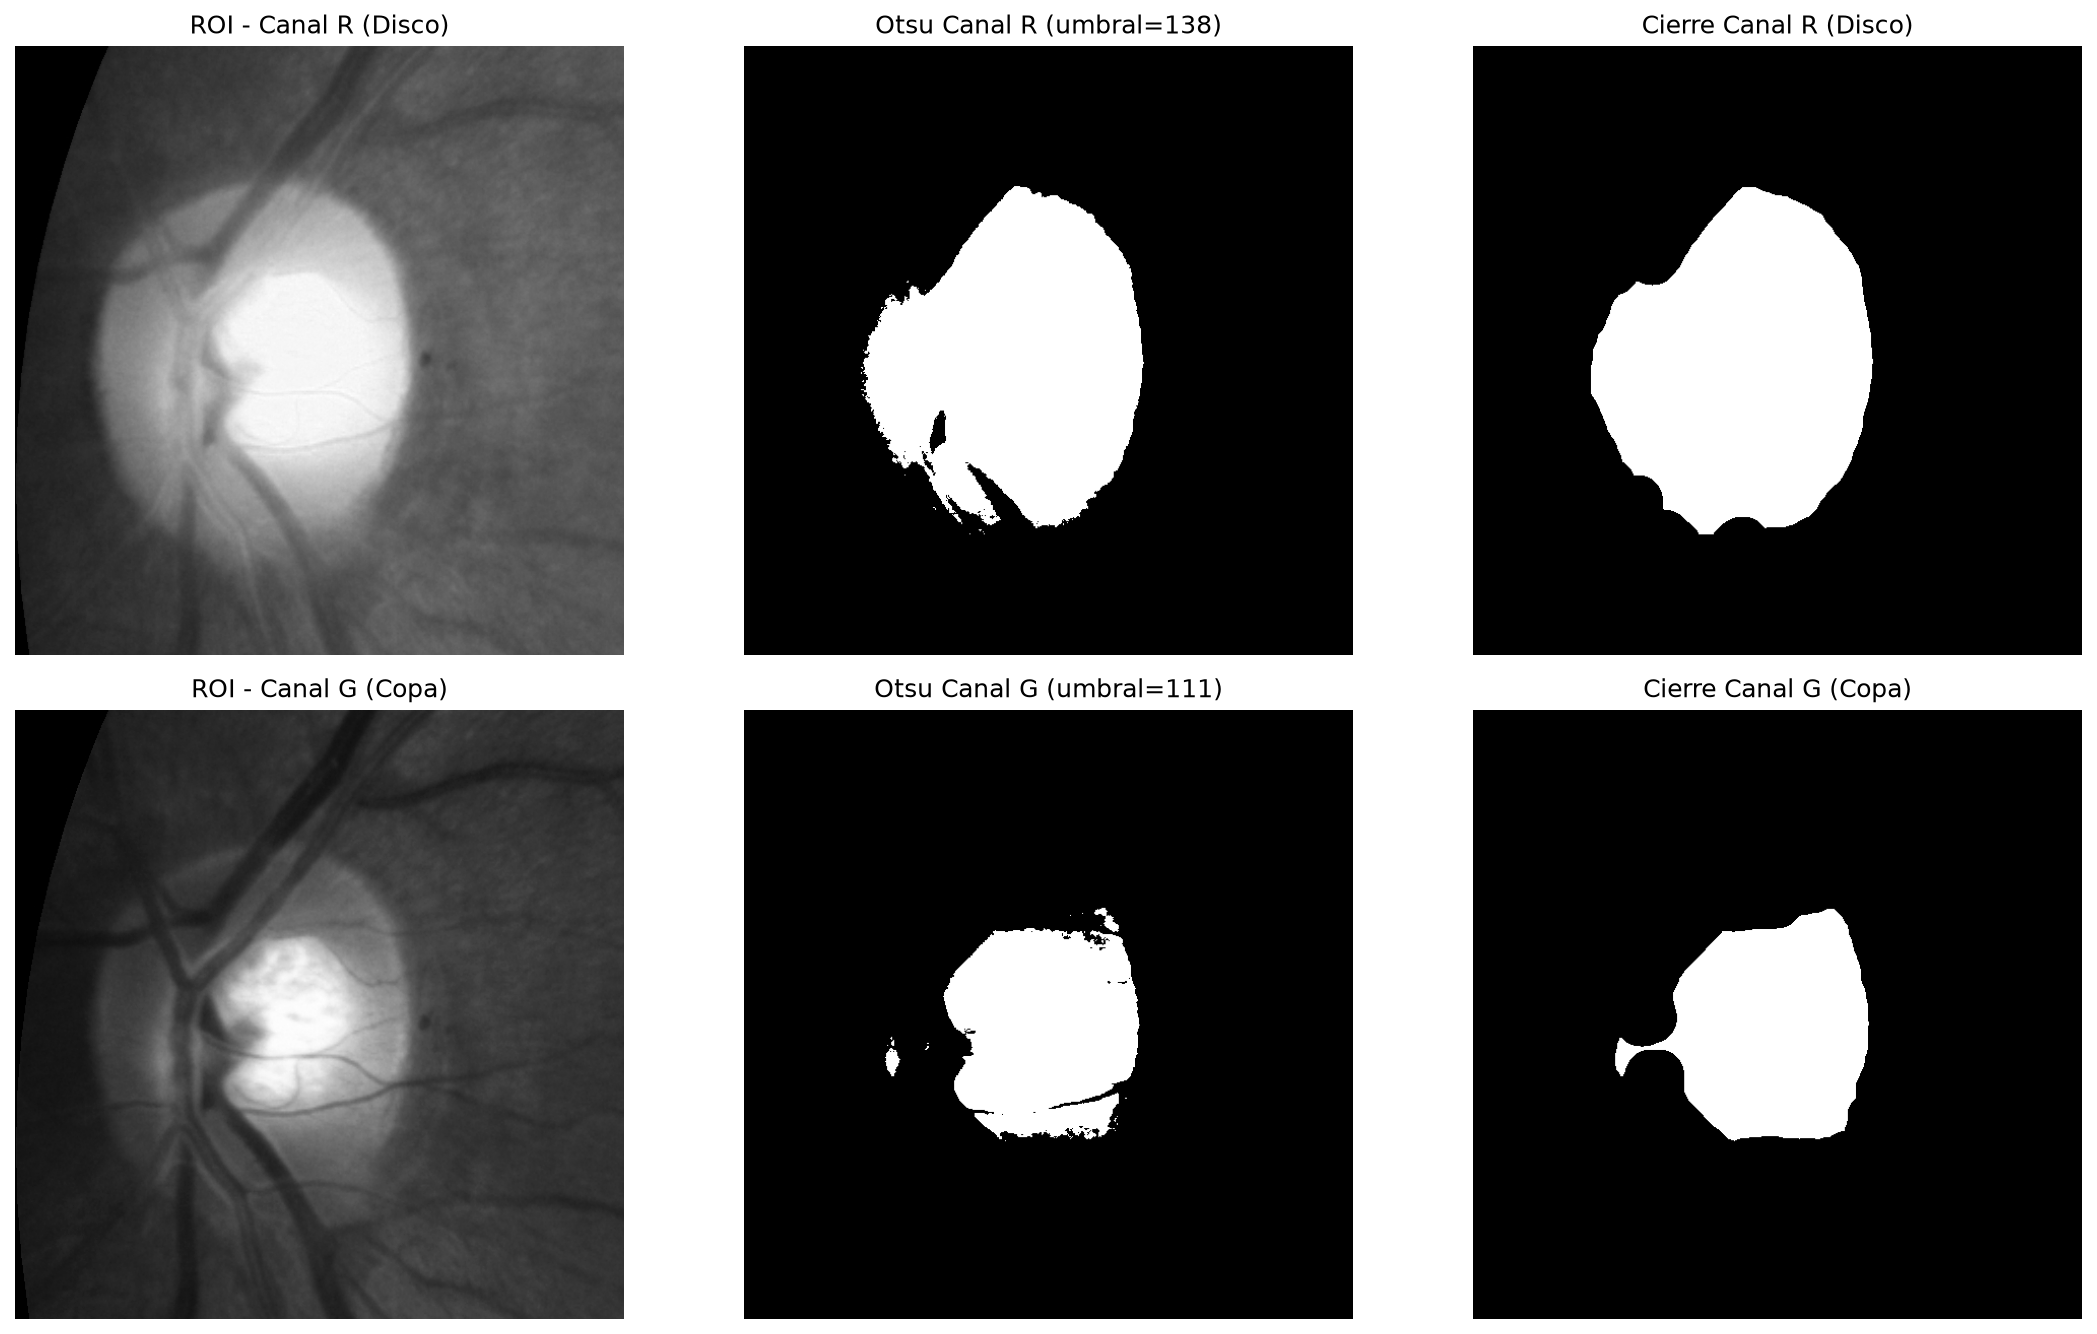 ROI - Canal R (Disco)
Otsu Canal R (umbral=138)
Cierre Canal R (Disco)
ROI - Canal G (Copa)
Otsu Canal G (umbral=111)
Cierre Canal G (Copa)